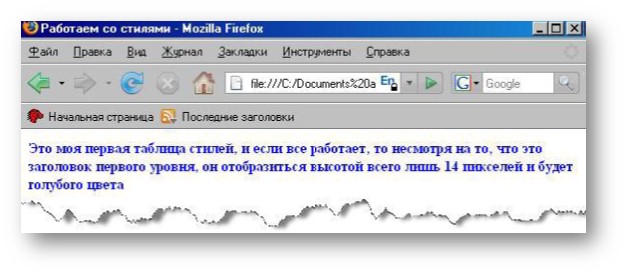 Работаем со стилями - Mozilla Firefox
Файл Правка Вид Журнал Закладки Инструменты Справка
file:///C:/Documents%20a En G Google
Начальная страница Последние заголовки
Это моя первая таблица стилей, и если все работает, то несмотря на то, что это
заголовок первого уровня, он отобразиться высотой всего лишь 14 пикселей и будет
голубого цвета